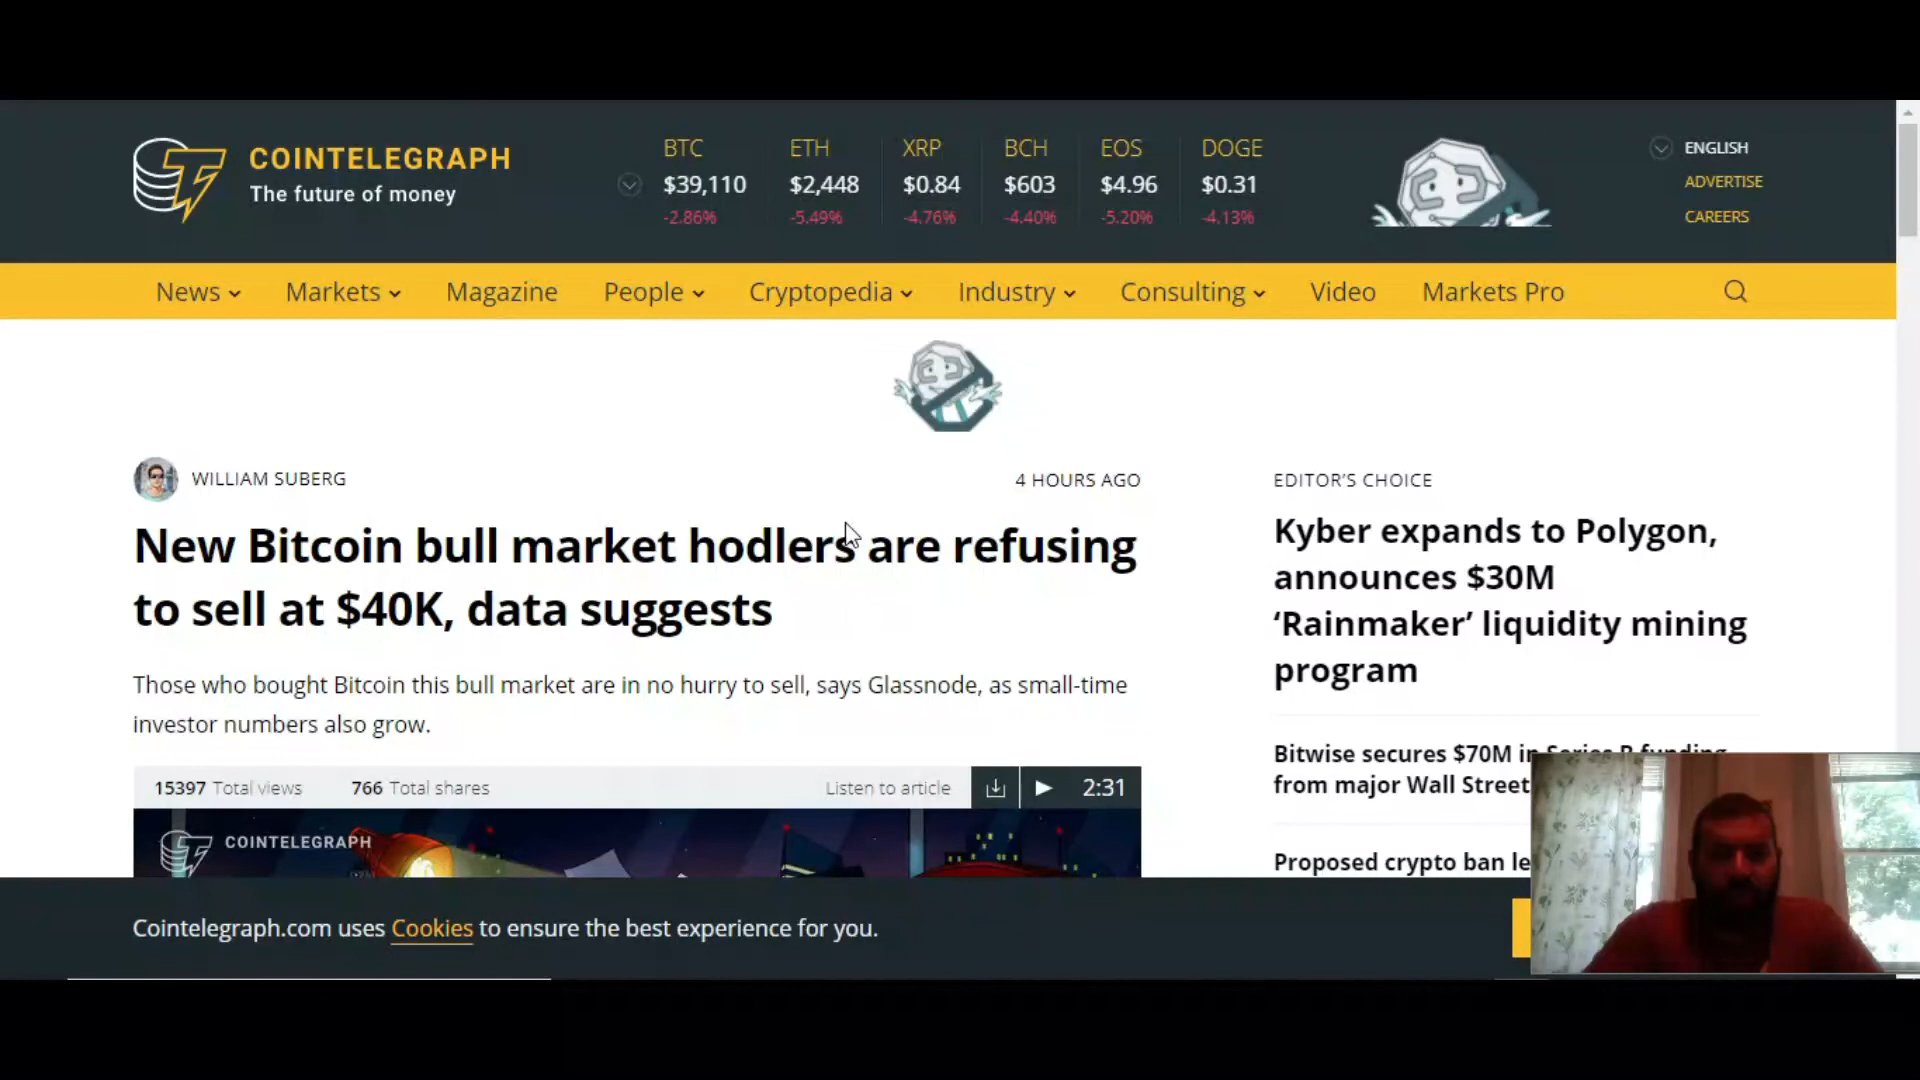 COINTELEGRAPH
The future of money
BTC
$39,110
-2.86%
ETH
$2,448
-5.49%
XRP
$0.84
-4.76%
BCH
$603
-4.40%
EOS
$4.96
-5.20%
DOGE
$0.31
-4.13%
ENGLISH
ADVERTISE
CAREERS
News
Markets
Magazine
People
Cryptopedia
Industry
Consulting
Video
Markets Pro
WILLIAM SUBERG
4 HOURS AGO
New Bitcoin bull market hodlers are refusing
to sell at $40K, data suggests
Those who bought Bitcoin this bull market are in no hurry to sell, says Glassnode, as small-time
investor numbers also grow.
15397 Total views
766 Total shares
Listen to article
2:31
COINTELEGRAPH
EDITOR'S CHOICE
Kyber expands to Polygon,
announces $30M
‘Rainmaker’ liquidity mining
program
Bitwise secures $70M in Series B funding
from major Wall Street
Proposed crypto ban
Cointelegraph.com uses Cookies to ensure the best experience for you.